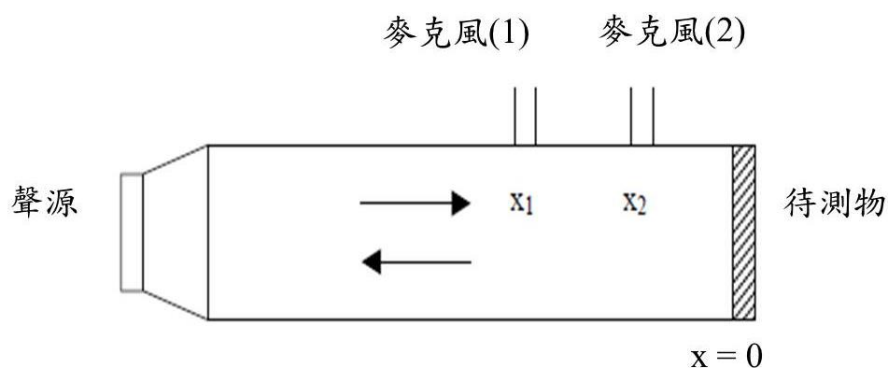 麥克風(1) 麥克風(2)
聲源 x₁ x₂ 待測物
x = 0